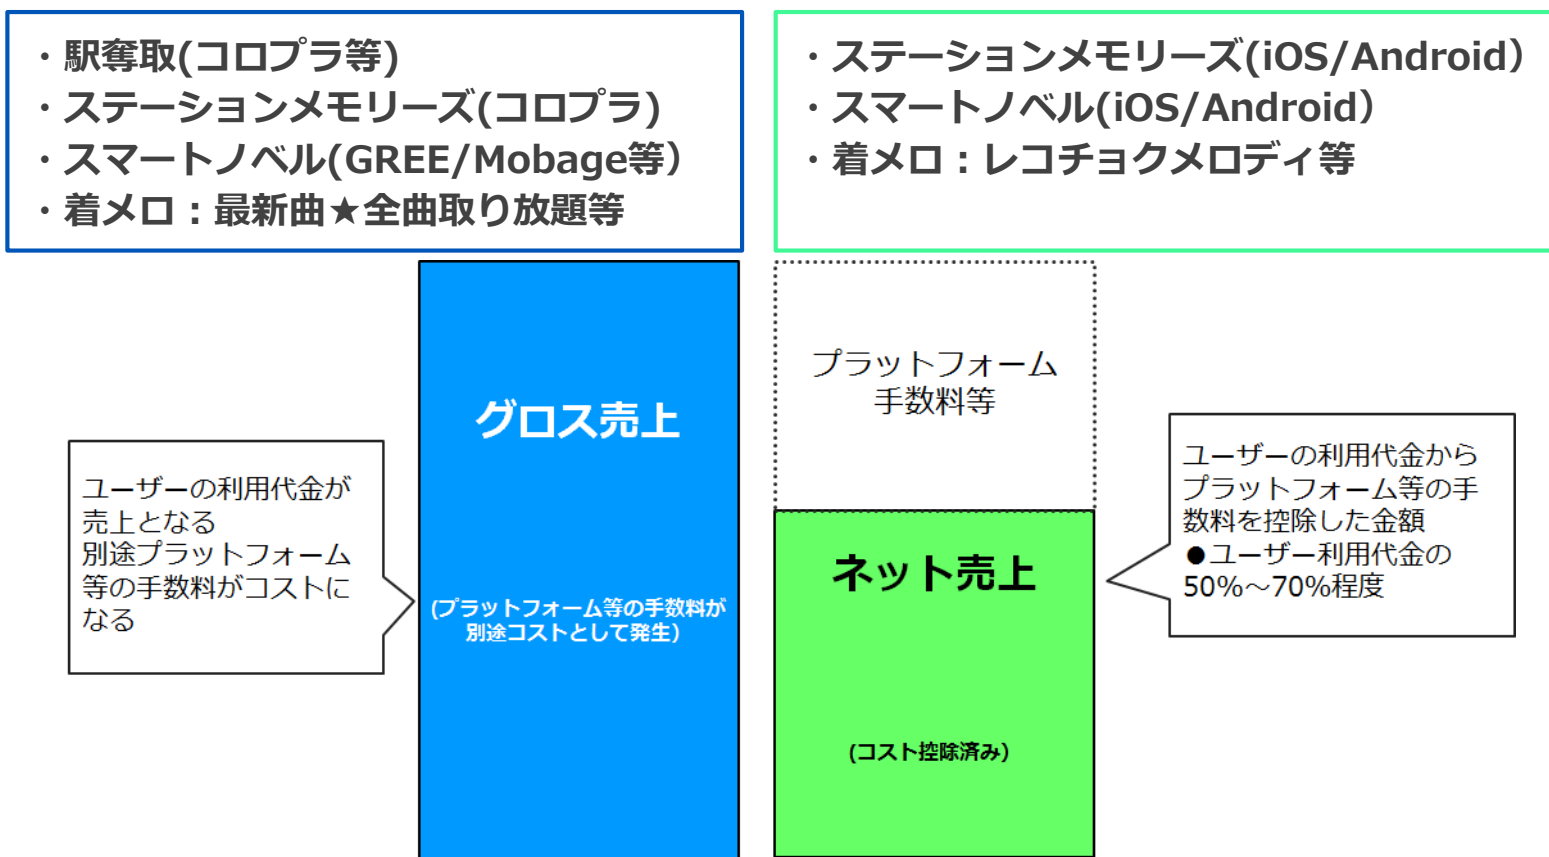 ・駅奪取(コロプラ等)
・ステーションメモリーズ(コロプラ)
・スマートノベル(GREE/Mobage等）
・着メロ：最新曲★全曲取り放題等
・ステーションメモリーズ(iOS/Android）
・スマートノベル(iOS/Android）
・着メロ：レコチョクメロディ等
ユーザーの利用代金が
売上となる
別途プラットフォーム
等の手数料がコストに
なる
グロス売上
(プラットフォーム等の手数料が
別途コストとして発生)
プラットフォーム
手数料等
ネット売上
(コスト控除済み）
ユーザーの利用代金から
プラットフォーム等の手
数料を控除した金額
●ユーザー利用代金の
50%～70%程度